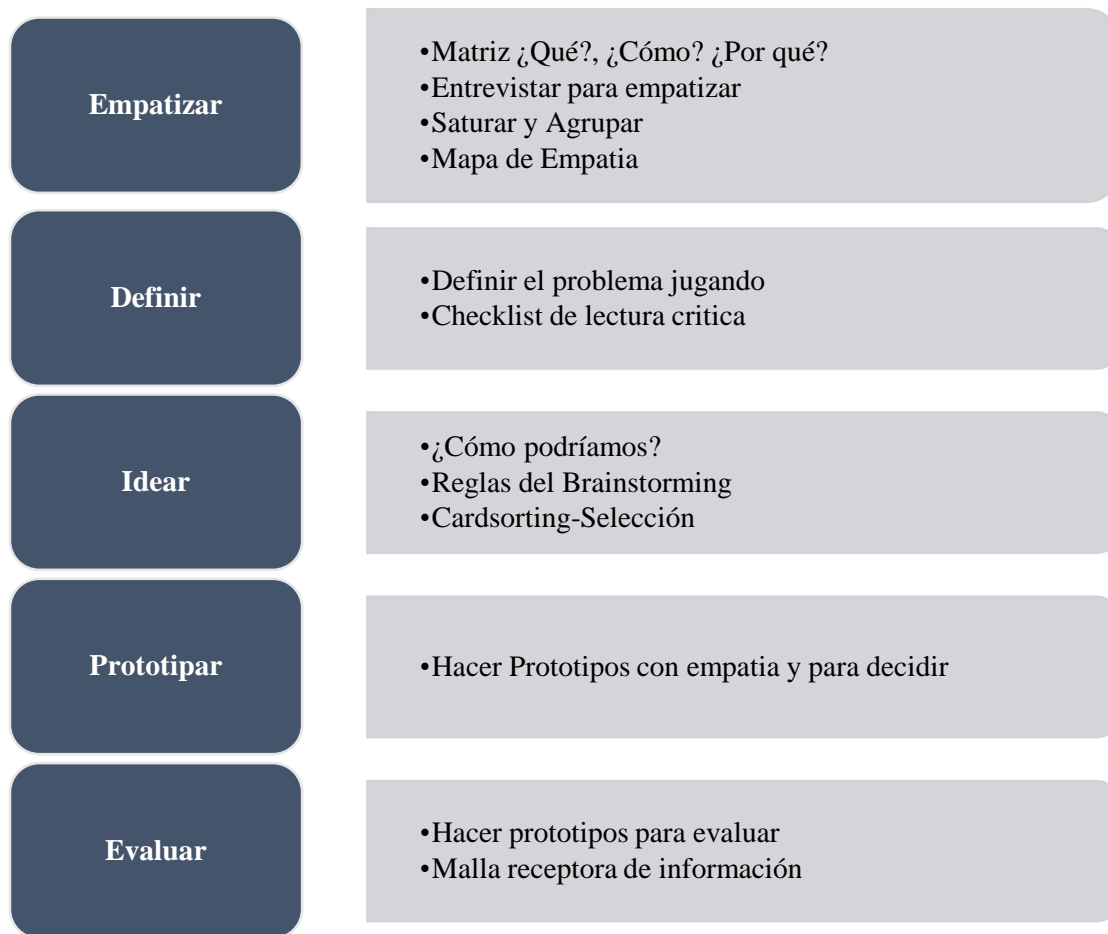 Empatizar
•Matriz ¿Qué?, ¿Cómo? ¿Por qué?
•Entrevistar para empatizar
•Saturar y Agrupar
•Mapa de Empatia
Definir
•Definir el problema jugando
•Checklist de lectura critica
Idear
•¿Cómo podríamos?
•Reglas del Brainstorming
•Cardsorting-Selección
Prototipar
•Hacer Prototipos con empatia y para decidir
Evaluar
•Hacer prototipos para evaluar
•Malla receptora de información